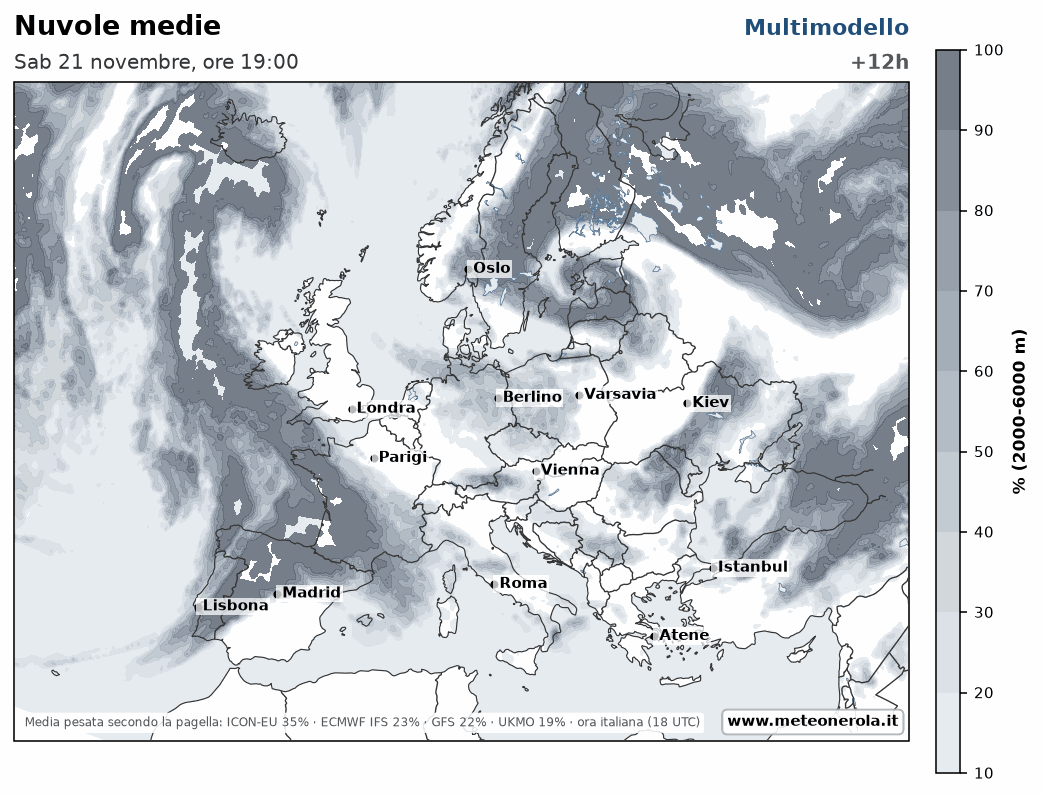 Nuvole medie
Multimodello
Sab 21 novembre, ore 19:00
+12h
100
90
80
70
60
50
40
30
20
10
% (2000-6000 m)
Oslo
Londra
Berlino
Varsavia
Kiev
Parigi
Vienna
Istanbul
Roma
Madrid
Lisbona
Atene
Media pesata secondo la pagella: ICON-EU 35% · ECMWF IFS 23% · GFS 22% · UKMO 19% · ora italiana (18 UTC)
www.meteonerola.it